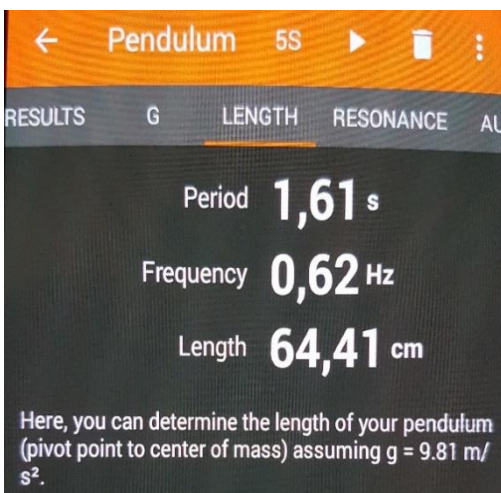 Pendulum 5S
RESULTS G LENGTH RESONANCE AU
Period 1,61 s
Frequency 0,62 Hz
Length 64,41 cm
Here, you can determine the length of your pendulum
(pivot point to center of mass) assuming g = 9.81 m/
s².